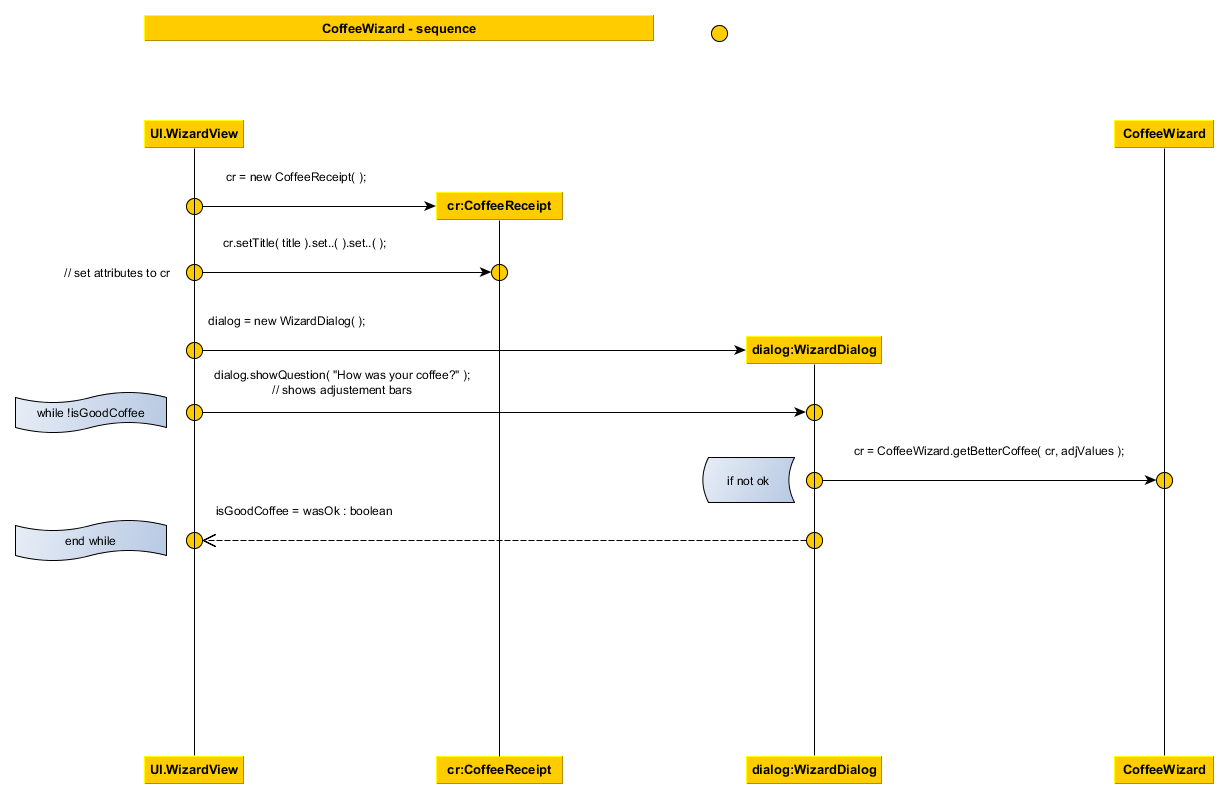 CoffeeWizard - sequence
UI.WizardView
CoffeeWizard
cr = new CoffeeReceipt( );
cr:CoffeeReceipt
cr.setTitle( title ).set..( ).set..( );
// set attributes to cr
dialog = new WizardDialog( );
dialog:WizardDialog
dialog.showQuestion( "How was your coffee?" );
// shows adjustement bars
while !isGoodCoffee
cr = CoffeeWizard.getBetterCoffee( cr, adjValues );
if not ok
isGoodCoffee = wasOk : boolean
end while
UI.WizardView
cr:CoffeeReceipt
dialog:WizardDialog
CoffeeWizard